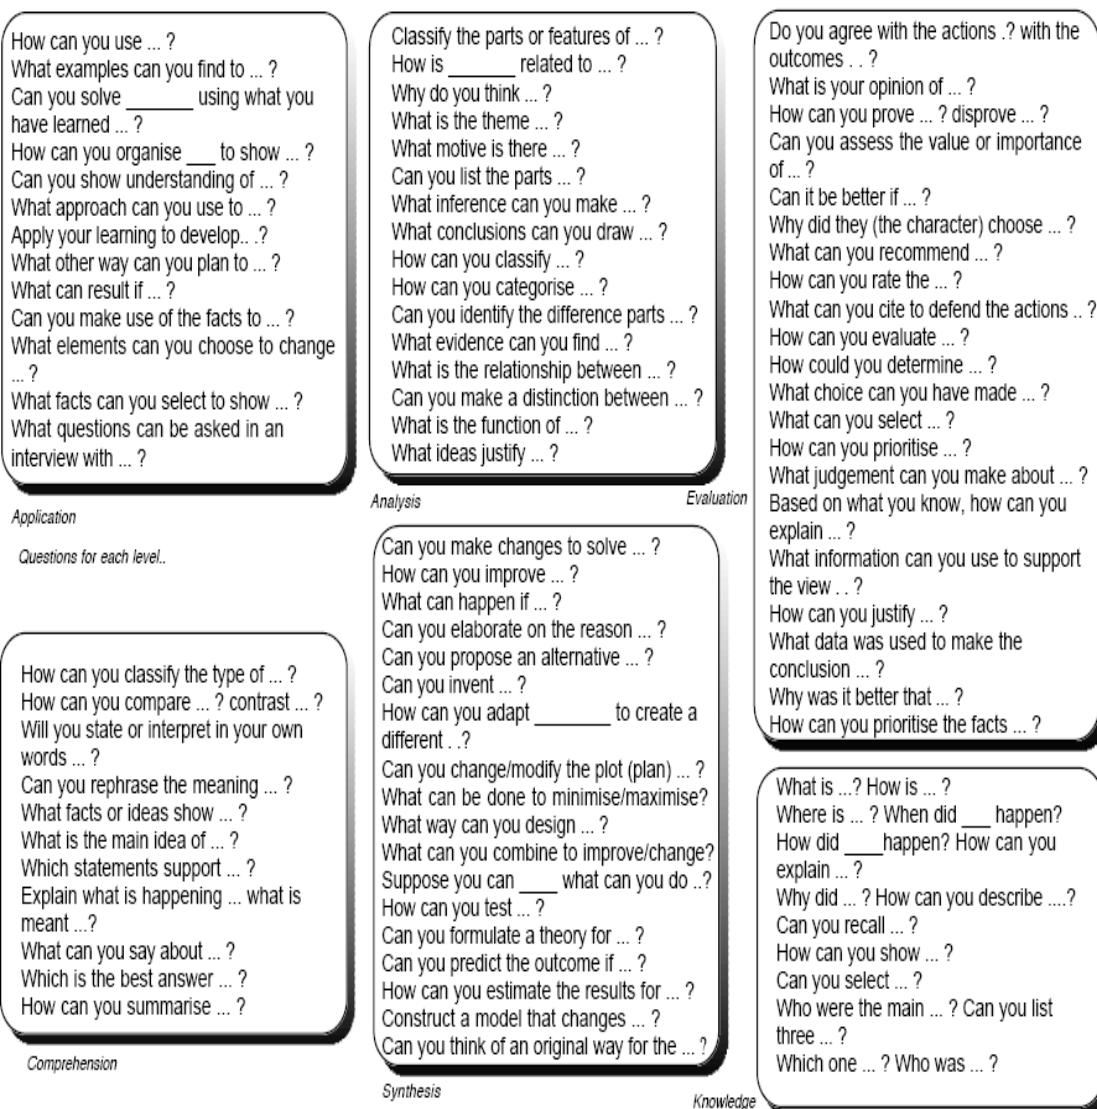 How can you use ... ?
What examples can you find to ... ?
Can you solve _______ using what you
have learned ... ?
How can you organise ___ to show ... ?
Can you show understanding of ... ?
What approach can you use to ... ?
Apply your learning to develop.. .?
What other way can you plan to ... ?
What can result if ... ?
Can you make use of the facts to ... ?
What elements can you choose to change
... ?
What facts can you select to show ... ?
What questions can be asked in an
interview with ... ?
Application
Questions for each level..
How can you classify the type of ... ?
How can you compare ... ? contrast ... ?
Will you state or interpret in your own
words ... ?
Can you rephrase the meaning ... ?
What facts or ideas show ... ?
What is the main idea of ... ?
Which statements support ... ?
Explain what is happening ... what is
meant ...?
What can you say about ... ?
Which is the best answer ... ?
How can you summarise ... ?
Comprehension
Classify the parts or features of ... ?
How is _______ related to ... ?
Why do you think ... ?
What is the theme ... ?
What motive is there ... ?
Can you list the parts ... ?
What inference can you make ... ?
What conclusions can you draw ... ?
How can you classify ... ?
How can you categorise ... ?
Can you identify the difference parts ... ?
What evidence can you find ... ?
What is the relationship between ... ?
Can you make a distinction between ... ?
What is the function of ... ?
What ideas justify ... ?
Analysis
Can you make changes to solve ... ?
How can you improve ... ?
What can happen if ... ?
Can you elaborate on the reason ... ?
Can you propose an alternative ... ?
Can you invent ... ?
How can you adapt ________ to create a
different . .?
Can you change/modify the plot (plan) ... ?
What can be done to minimise/maximise?
What way can you design ... ?
What can you combine to improve/change?
Suppose you can ____ what can you do ..?
How can you test ... ?
Can you formulate a theory for ... ?
Can you predict the outcome if ... ?
How can you estimate the results for ... ?
Construct a model that changes ... ?
Can you think of an original way for the ... ?
Synthesis
Do you agree with the actions .? with the
outcomes . . ?
What is your opinion of ... ?
How can you prove ... ? disprove ... ?
Can you assess the value or importance
of ... ?
Can it be better if ... ?
Why did they (the character) choose ... ?
What can you recommend ... ?
How can you rate the ... ?
What can you cite to defend the actions .. ?
How can you evaluate ... ?
How could you determine ... ?
What choice can you have made ... ?
What can you select ... ?
How can you prioritise ... ?
What judgement can you make about ... ?
Based on what you know, how can you
explain ... ?
What information can you use to support
the view . . ?
How can you justify ... ?
What data was used to make the
conclusion ... ?
Why was it better that ... ?
How can you prioritise the facts ... ?
Evaluation
What is ...? How is ... ?
Where is ... ? When did ___ happen?
How did ____happen? How can you
explain ... ?
Why did ... ? How can you describe ....?
Can you recall ... ?
How can you show ... ?
Can you select ... ?
Who were the main ... ? Can you list
three ... ?
Which one ... ? Who was ... ?
Knowledge